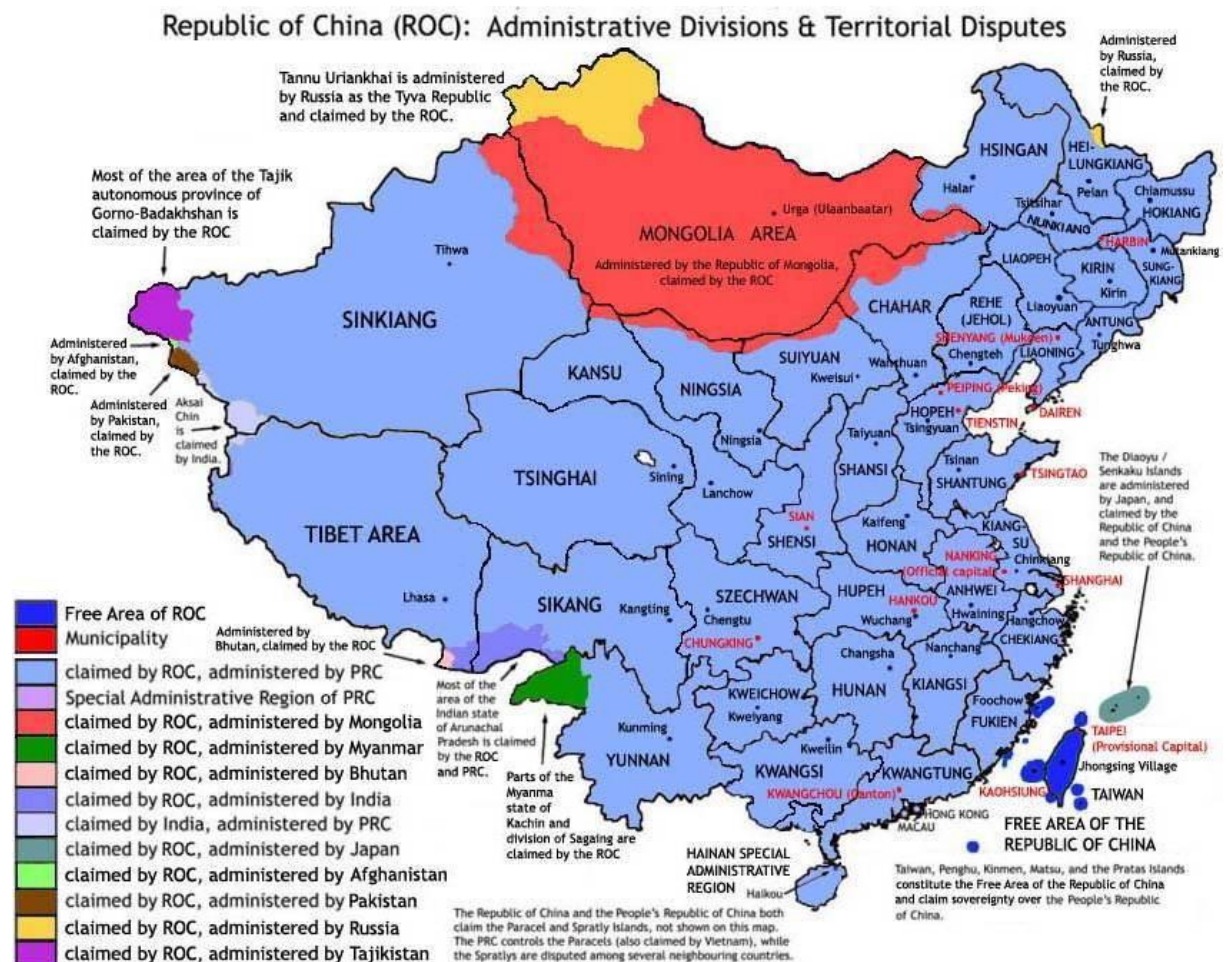 Republic of China (ROC): Administrative Divisions & Territorial Disputes
Tannu Uriankhai is administered
by Russia as the Tyva Republic
and claimed by the ROC.
Administered
by Russia,
claimed by
the ROC.
Most of the area of the Tajik
autonomous province of
Gorno-Badakhshan is
claimed by the ROC
HSINGAN
Halar
HEI-
LUNGKIANG
Pelan
Tsitsihar
NUNKIANG
Chiamussu
HOKIANG
HARBIN
Mutankiang
SUNG-
KIANG
LIAOPEH
KIRIN
Kirin
Urga (Ulaanbaatar)
MONGOLIA AREA
Administered by the Republic of Mongolia,
claimed by the ROC
Tihwa
SINKIANG
CHAHAR
REHE
(JEHOL)
Liaoyuan
ANTUNG
Tunghwa
SHENYANG (Mukden)
Chengteh
LIAONING
Administered
by Afghanistan,
claimed by the
ROC.
Administered
by Pakistan,
claimed by
the ROC.
Aksai
Chin
is
claimed
by India.
KANSU
NINGSIA
SUIYUAN
Kweisui
Wanchuan
PEIPING (Peking)
HOPEH
Tsingyuan
TIENSTIN
DAIREN
Ningsia
Taiyuan
SHANSI
Tsinan
SHANTUNG
TSINGTAO
TSINGHAI
Sining
Lanchow
The Diaoyu /
Senkaku Islands
are administered
by Japan, and
claimed by the
Republic of China
and the People's
Republic of China.
TIBET AREA
Lhasa
SIAN
SHENSI
Kaifeng
HONAN
KIANG-
SU
Chinkiang
NANKING
(Official capital)
SHANGHAI
SIKANG
Kangting
SZECHWAN
Chengtu
CHUNGKING
HUPEH
HANKOU
Wuchang
ANHWEI
Hwaining
Hangchow
CHEKIANG
Administered by
Bhutan, claimed by the ROC
Most of the
area of the
Indian state
of Arunachal
Pradesh is claimed
by the ROC
and PRC.
Parts of the
Myanma
state of
Kachin and
division of Sagaing are
claimed by the ROC
Changsha
HUNAN
Nanchang
KIANGSI
KWEICHOW
Kweiyang
Foochow
FUKIEN
Kunming
YUNNAN
Kweilin
KWANGSI
KWANGTUNG
KWANGCHOU (Canton)
HONG KONG
MACAU
TAIPEI
(Provisional Capital)
Jhongsing Village
KAOHSIUNG
TAIWAN
FREE AREA OF THE
REPUBLIC OF CHINA
HAINAN SPECIAL
ADMINISTRATIVE
REGION
Haikou
Taiwan, Penghu, Kinmen, Matsu, and the Pratas Islands
constitute the Free Area of the Republic of China
and claim sovereignty over the People's Republic
of China.
The Republic of China and the People's Republic of China both
claim the Paracel and Spratly Islands, not shown on this map.
The PRC controls the Paracels (also claimed by Vietnam), while
the Spratlys are disputed among several neighbouring countries.
Free Area of ROC
Municipality
claimed by ROC, administered by PRC
Special Administrative Region of PRC
claimed by ROC, administered by Mongolia
claimed by ROC, administered by Myanmar
claimed by ROC, administered by Bhutan
claimed by ROC, administered by India
claimed by India, administered by PRC
claimed by ROC, administered by Japan
claimed by ROC, administered by Afghanistan
claimed by ROC, administered by Pakistan
claimed by ROC, administered by Russia
claimed by ROC, administered by Tajikistan